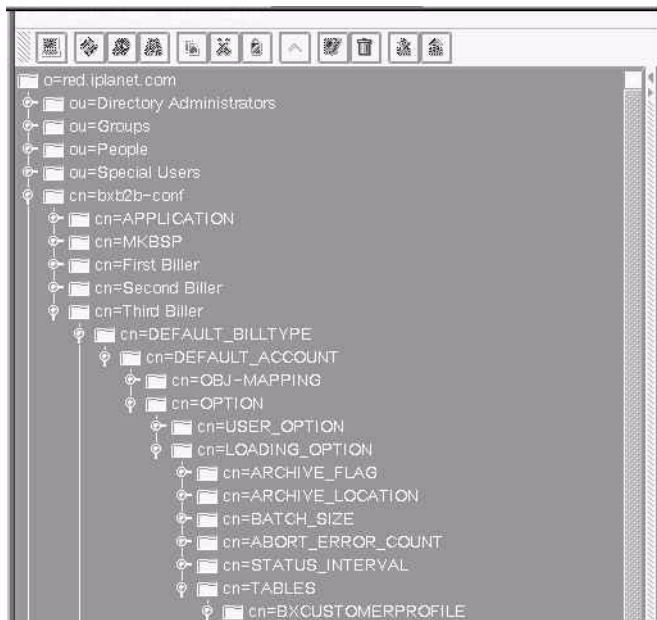 o=red.iplanet.com
ou=Directory Administrators
ou=Groups
ou=People
ou=Special Users
cn=bxb2b-conf
cn=APPLICATION
cn=MKBSP
cn=First Biller
cn=Second Biller
cn=Third Biller
cn=DEFAULT_BILLTYPE
cn=DEFAULT_ACCOUNT
cn=OBJ-MAPPING
cn=OPTION
cn=USER_OPTION
cn=LOADING_OPTION
cn=ARCHIVE_FLAG
cn=ARCHIVE_LOCATION
cn=BATCH_SIZE
cn=ABORT_ERROR_COUNT
cn=STATUS_INTERVAL
cn=TABLES
cn=BXCUSTOMERPROFILE